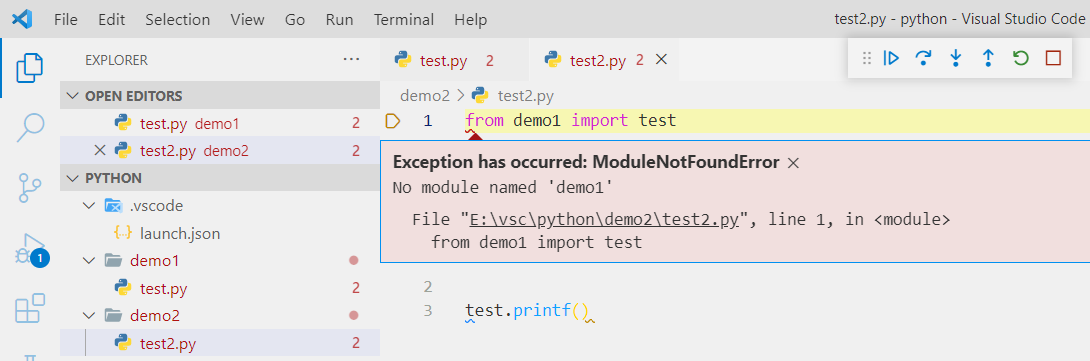 File Edit Selection View Go Run Terminal Help test2.py - python - Visual Studio Code
EXPLORER ···
test.py 2 test2.py 2
OPEN EDITORS
test.py demo1 2
test2.py demo2 2
PYTHON
.vscode
launch.json
demo1
test.py 2
demo2
test2.py 2
1
demo2 > test2.py
1 from demo1 import test
Exception has occurred: ModuleNotFoundError
No module named 'demo1'
File "E:\vsc\python\demo2\test2.py", line 1, in <module>
from demo1 import test
2
3 test.printf()